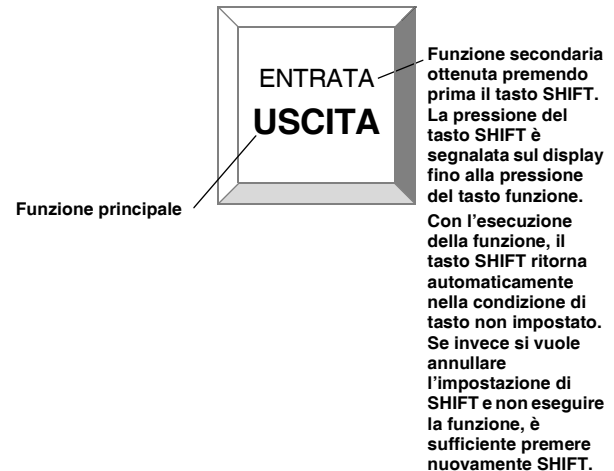 ENTRATA
USCITA
Funzione principale
Funzione secondaria
ottenuta premendo
prima il tasto SHIFT.
La pressione del
tasto SHIFT è
segnalata sul display
fino alla pressione
del tasto funzione.
Con l'esecuzione
della funzione, il
tasto SHIFT ritorna
automaticamente
nella condizione di
tasto non impostato.
Se invece si vuole
annullare
l'impostazione di
SHIFT e non eseguire
la funzione, è
sufficiente premere
nuovamente SHIFT.